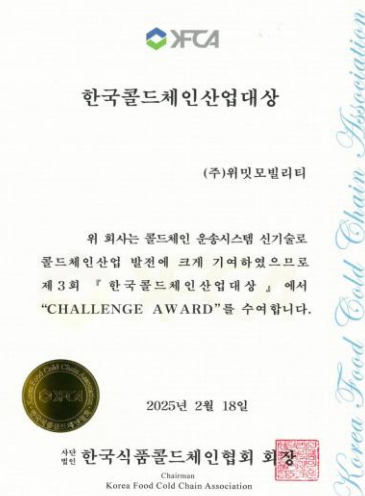 KFCA
한국콜드체인산업대상
(주)위밋모빌리티
위 회사는 콜드체인 운송시스템 신기술로
콜드체인산업 발전에 크게 기여하였으므로
제3회 『 한국콜드체인산업대상 』 에서
“CHALLENGE AWARD”를 수여합니다.
2025년 2월 18일
사단
법인 한국식품콜드체인협회 회장
Chairman
Korea Food Cold Chain Association
Korea Food Cold Chain Association